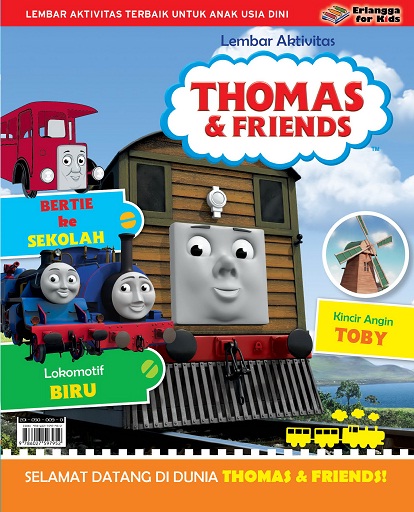 LEMBAR AKTIVITAS TERBAIK UNTUK ANAK USIA DINI
Erlangga
for Kids
Lembar Aktivitas
THOMAS
& FRIENDS
TM
BERTIE
ke
SEKOLAH
Kincir Angin
TOBY
Lokomotif
BIRU
SELAMAT DATANG DI DUNIA THOMAS & FRIENDS!